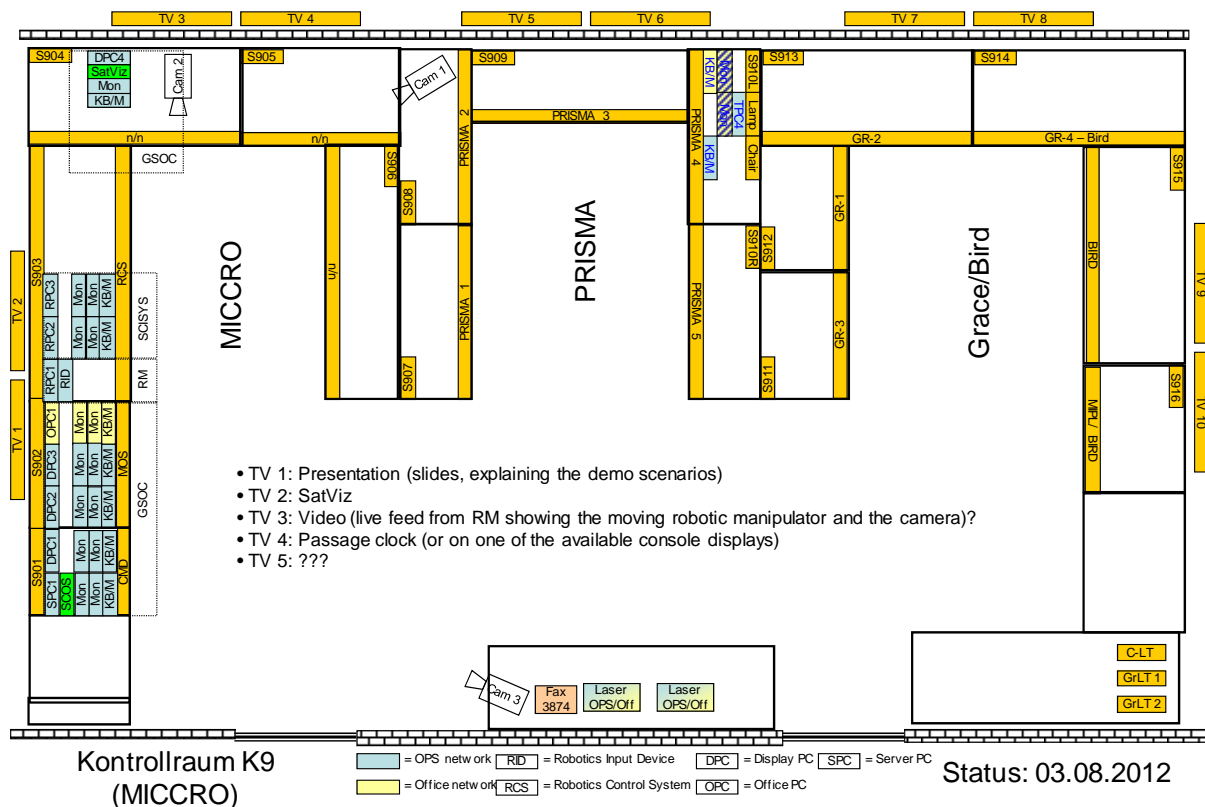 TV 3
TV 4
TV 5
TV 6
TV 7
TV 8
S904
DPC4
SatViz
Mon
KB/M
Cam 2
S905
Cam 1
S909
KB/M
Mon
S910L
S913
S914
PRISMA 2
PRISMA 3
PRISMA 4
Mon
TPC4
Lamp
n/n
n/n
GR-2
GR-4 – Bird
GSOC
S906
KB/M
Chair
S915
S908
GR-1
S903
RCS
n/n
MICCRO
PRISMA
Grace/Bird
S910R
S912
BIRD
TV 2
TV 9
RPC3
Mon
Mon
KB/M
SCISYS
RPC2
Mon
Mon
KB/M
PRISMA 1
PRISMA 5
GR-3
RPC1
RID
RM
S907
S911
S916
TV 1
TV 10
S902
OPC1
Mon
Mon
KB/M
MOS
MIPL/ BIRD
DPC3
Mon
Mon
KB/M
GSOC
DPC2
Mon
Mon
KB/M
S901
DPC1
Mon
Mon
KB/M
CMD
SPC1
SCOS
Mon
Mon
KB/M
• TV 1: Presentation (slides, explaining the demo scenarios)
• TV 2: SatViz
• TV 3: Video (live feed from RM showing the moving robotic manipulator and the camera)?
• TV 4: Passage clock (or on one of the available console displays)
• TV 5: ???
Cam 3
Fax
3874
Laser
OPS/Off
Laser
OPS/Off
C-LT
GrLT 1
GrLT 2
Kontrollraum K9
(MICCRO)
= OPS network
RID = Robotics Input Device
DPC = Display PC
SPC = Server PC
= Office network
RCS = Robotics Control System
OPC = Office PC
Status: 03.08.2012